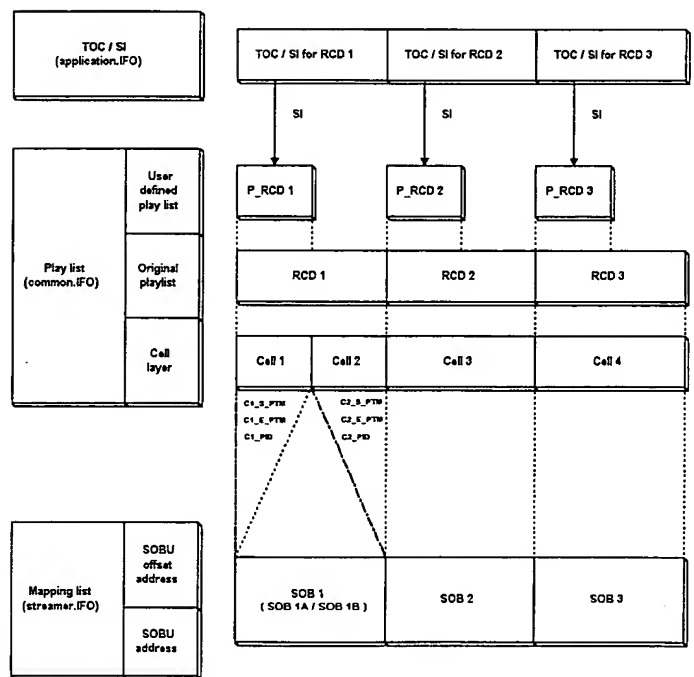 TOC / SI
(application.IFO)
TOC / SI for RCD 1
TOC / SI for RCD 2
TOC / SI for RCD 3
SI
SI
SI
User
defined
play list
Play list
(common.IFO)
Original
playlist
Cell
layer
P_RCD 1
P_RCD 2
P_RCD 3
RCD 1
RCD 2
RCD 3
Cell 1
Cell 2
Cell 3
Cell 4
C1_S_PTM
C1_E_PTM
C1_PID
C2_S_PTM
C2_E_PTM
C2_PID
Mapping list
(streamer.IFO)
SOBU
offset
address
SOBU
address
SOB 1
( SOB 1A / SOB 1B )
SOB 2
SOB 3